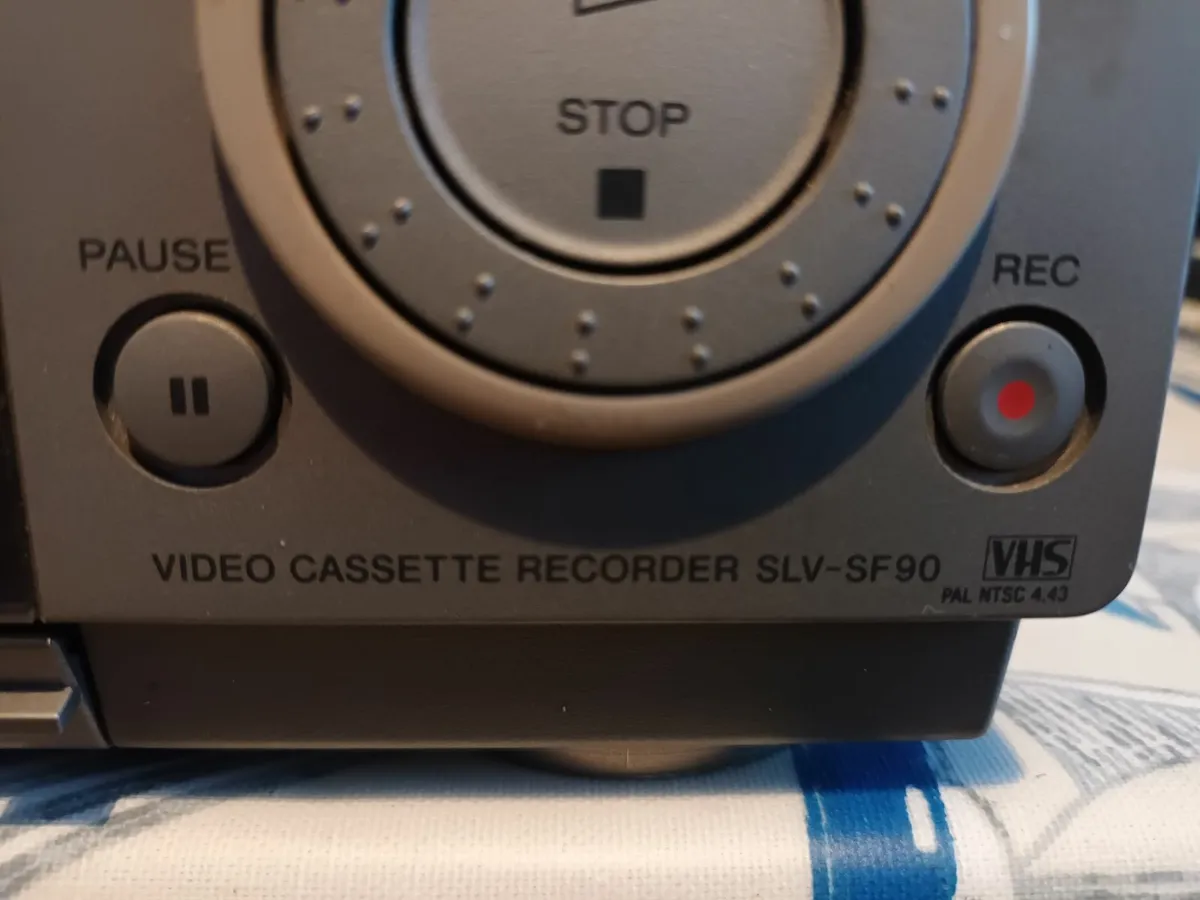 STOP
PAUSE
REC
VIDEO CASSETTE RECORDER SLV-SF90
VHS
PAL NTSC 4.43